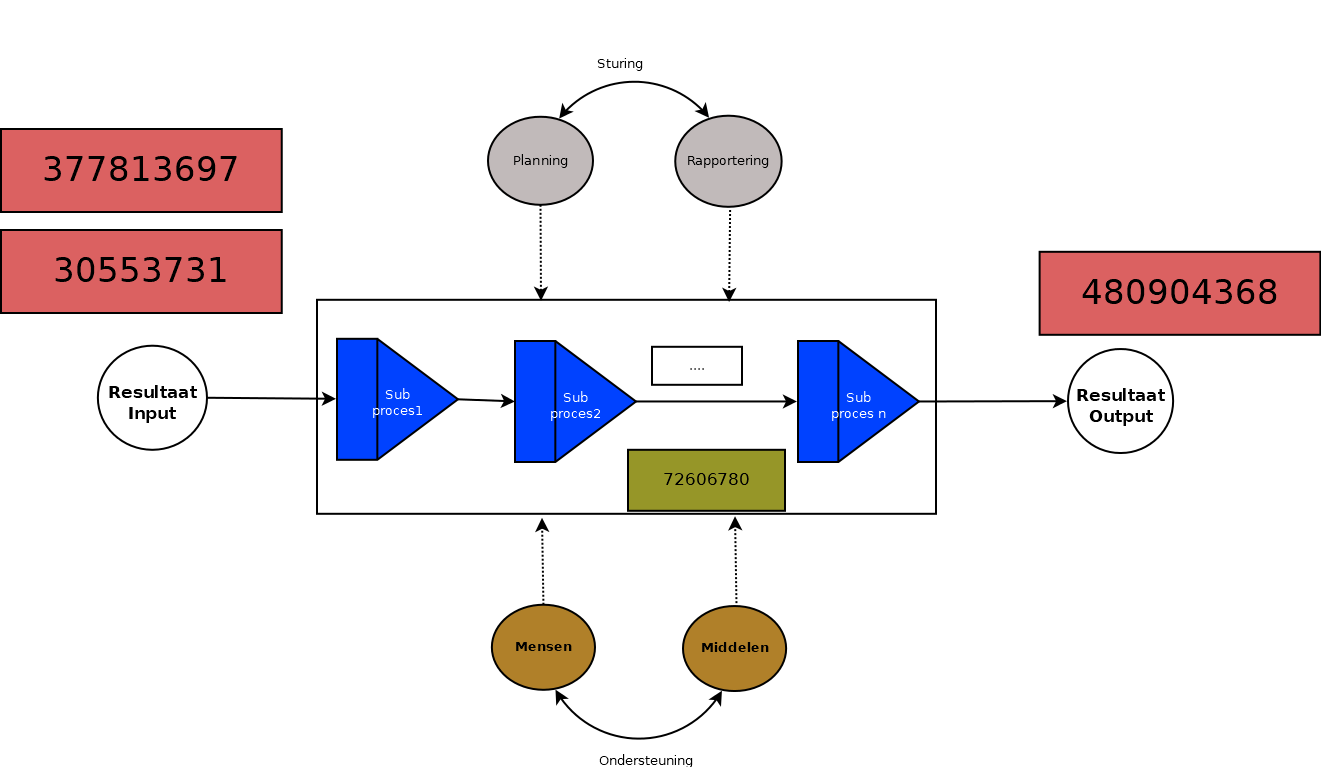 Sturing
Planning
Rapportering
377813697
30553731
480904368
Resultaat
Input
Sub
proces1
Sub
proces2
....
Sub
proces n
Resultaat
Output
72606780
Mensen
Middelen
Ondersteuning